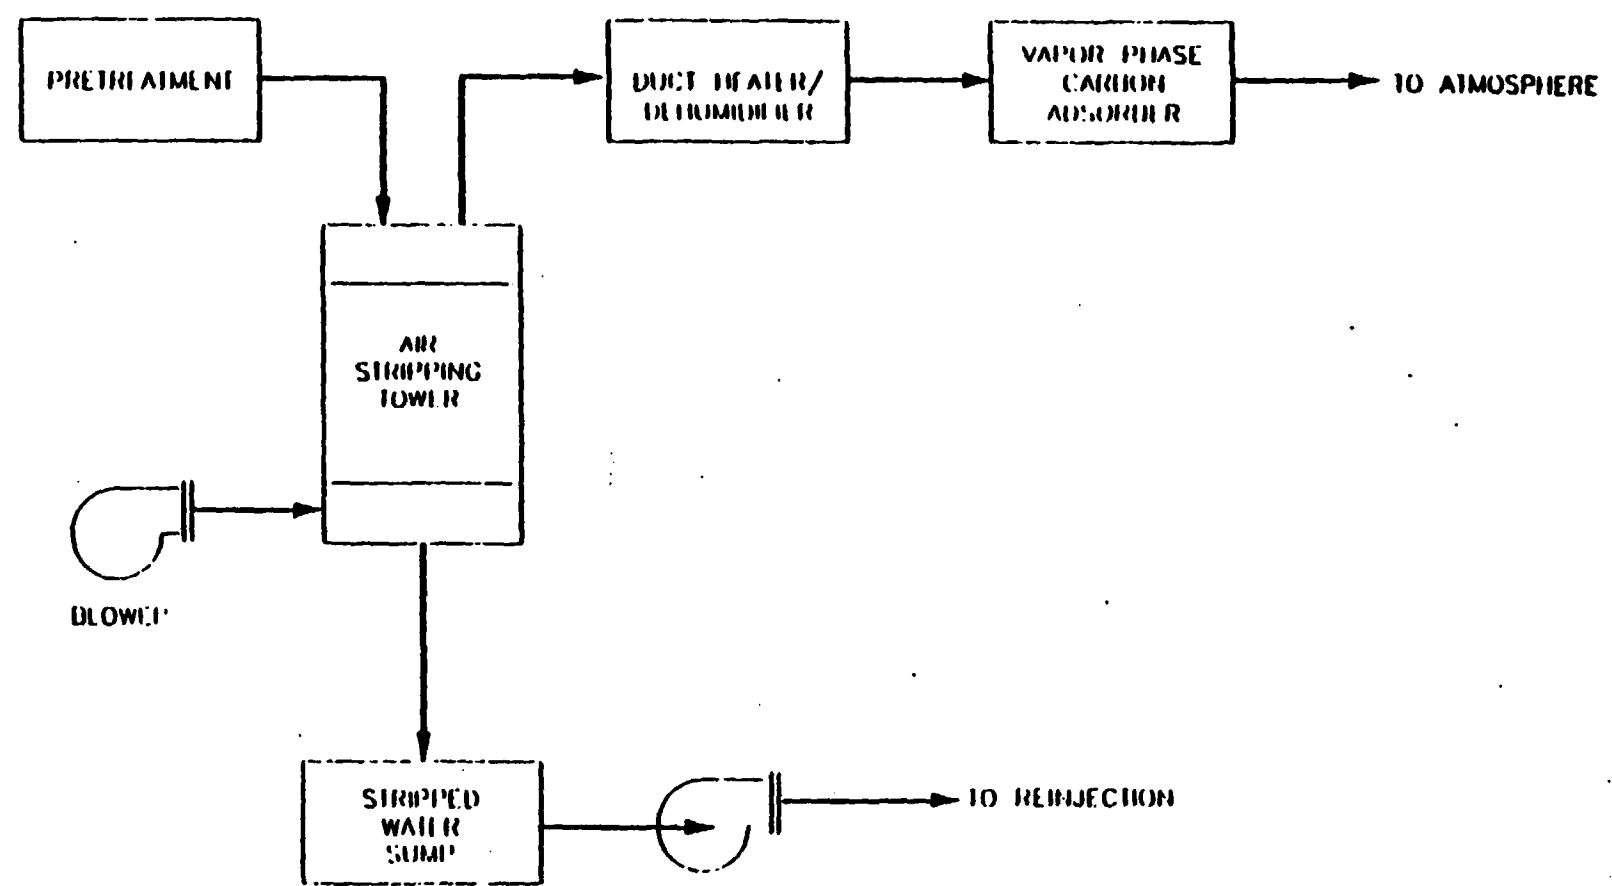 PRETREATMENT
DUCT HEATER/
DEHUMIDIFIER
VAPOR PHASE
CARBON
ADSORBER
TO ATMOSPHERE
AIR
STRIPPING
TOWER
BLOWER
STRIPPED
WATER
SUMP
TO REINJECTION